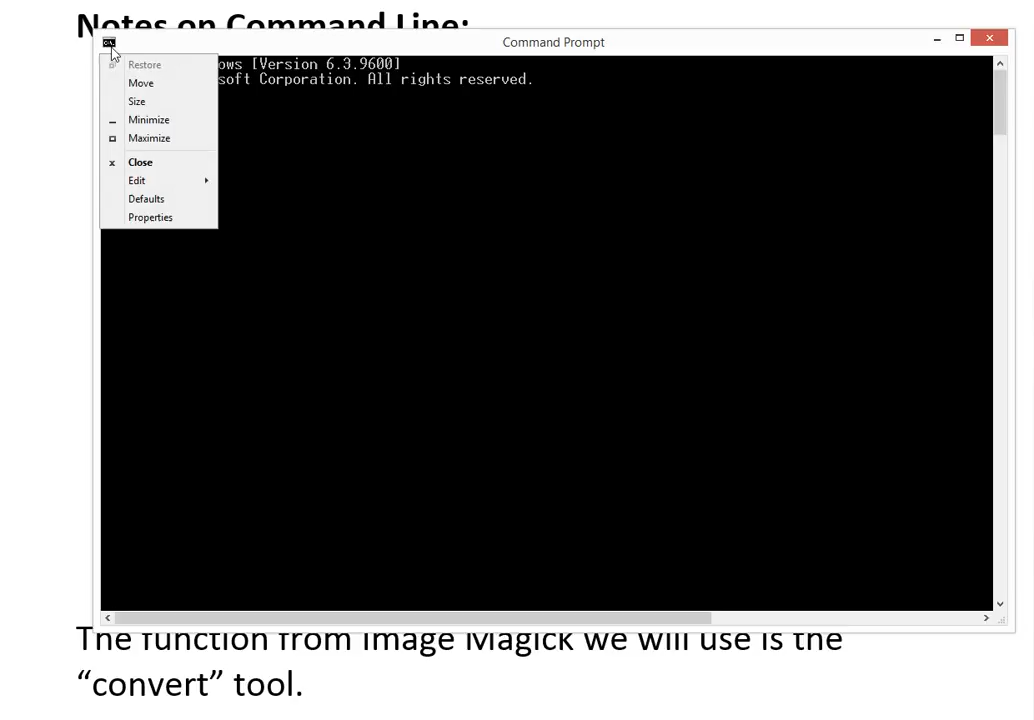 Notes on Command Line:
Command Prompt
Restore
Move
Size
Minimize
Maximize
Close
Edit
Defaults
Properties
ows [Version 6.3.9600]
soft Corporation. All rights reserved.
The function from Image Magick we will use is the
“convert” tool.